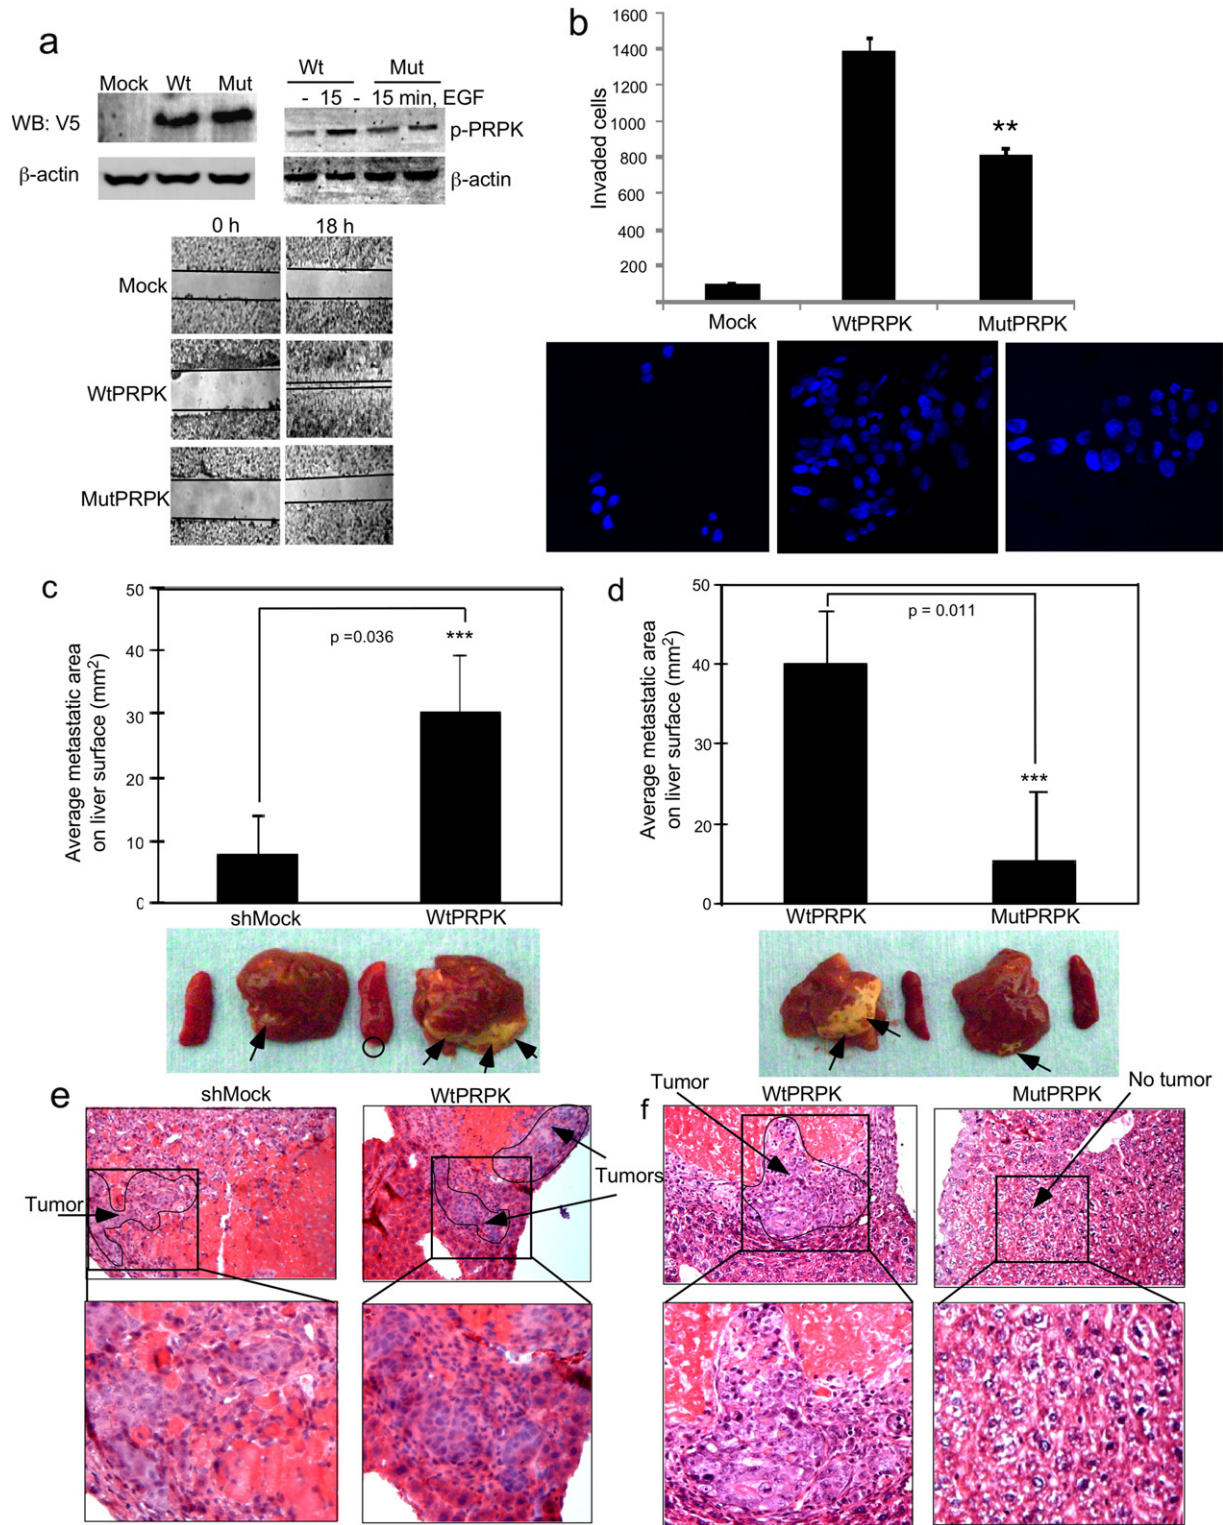 a
Mock Wt Mut
WB: V5
β-actin
Wt Mut
- 15 - 15 min, EGF
p-PRPK
β-actin
0 h 18 h
Mock
WtPRPK
MutPRPK
b
Invaded cells
1600
1400
1200
1000
800
600
400
200
**
Mock WtPRPK MutPRPK
c
Average metastatic area
on liver surface (mm2)
50
40
30
20
10
0
p =0.036
***
shMock WtPRPK
d
Average metastatic area
on liver surface (mm2)
50
40
30
20
0
p = 0.011
***
WtPRPK MutPRPK
e
shMock WtPRPK
Tumor
Tumors
f
Tumor
WtPRPK MutPRPK
No tumor